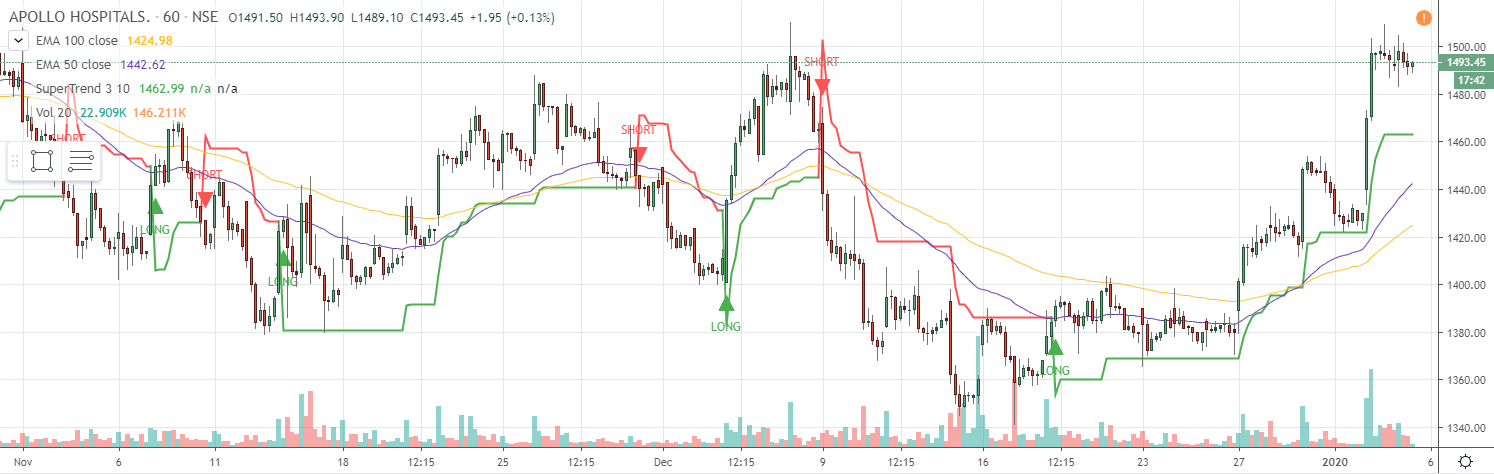 APOLLO HOSPITALS. · 60 · NSE O1491.50 H1493.90 L1489.10 C1493.45 +1.95 (+0.13%)
EMA 100 close 1424.98
EMA 50 close 1442.62
SuperTrend 3 10 1462.99 n/a n/a
Vol 20 22.909K 146.211K
SHORT
SHORT
LONG
LONG
SHORT
LONG
SHORT
LONG
1500.00
1493.45
17:42
1480.00
1460.00
1440.00
1420.00
1400.00
1380.00
1360.00
1340.00
Nov 6 11 18 12:15 25 12:15 Dec 12:15 9 12:15 16 12:15 23 27 2020 6